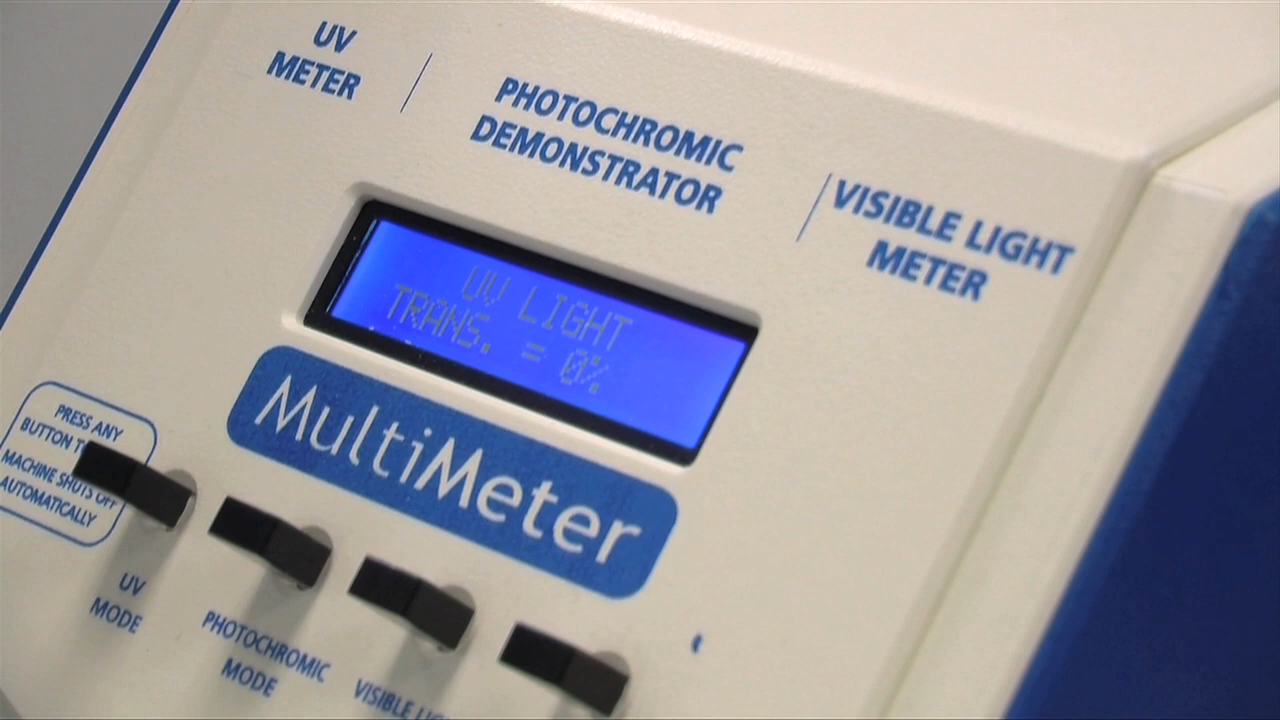 UV
METER
PHOTOCHROMIC
DEMONSTRATOR
VISIBLE LIGHT
METER
UV LIGHT
TRANS. = 0%
MultiMeter
PRESS ANY
BUTTON
MACHINE SHUTS OFF
AUTOMATICALLY
UV
MODE
PHOTOCHROMIC
MODE
VISIBLE